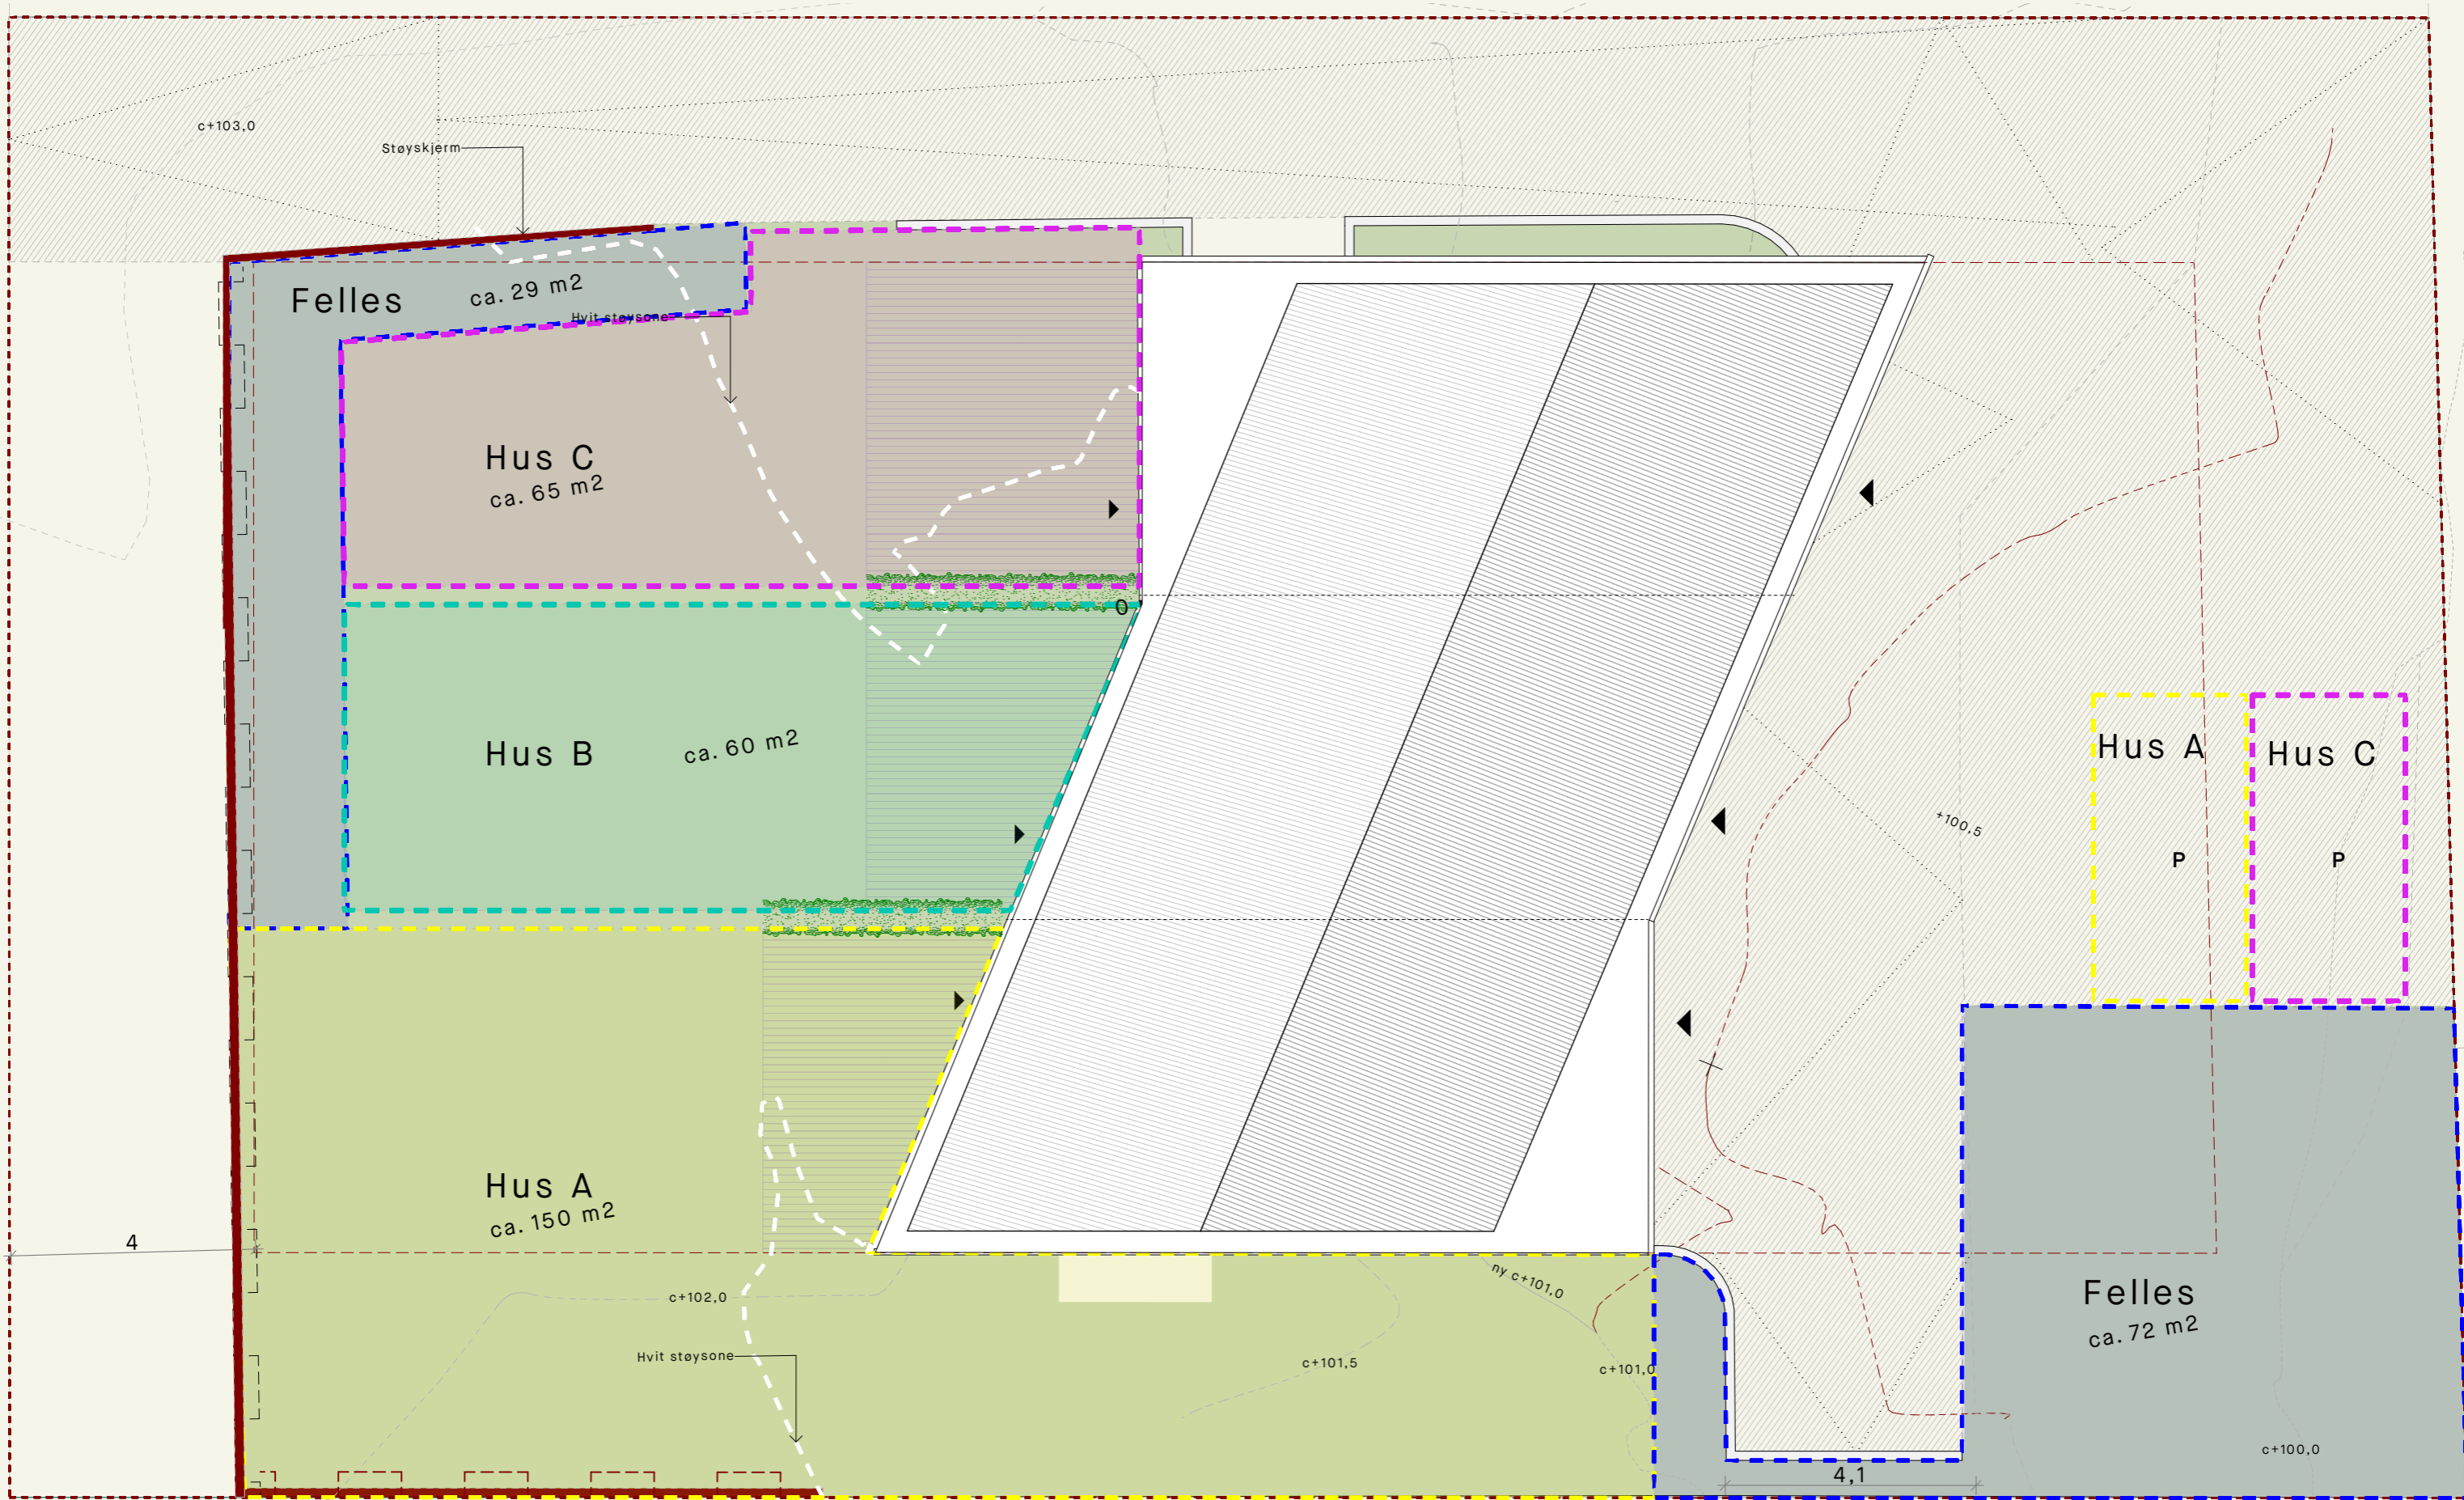 c+103,0
Støyskjerm
Felles
ca. 29 m2
Hvit støysone
Hus C
ca. 65 m2
0
Hus B
ca. 60 m2
Hus A
Hus C
+100.5
P
P
Hus A
ca. 150 m2
4
c+102,0
ny c+101,0
Felles
ca. 72 m2
Hvit støysone
c+101,5
c+101,0
c+100,0
4,1